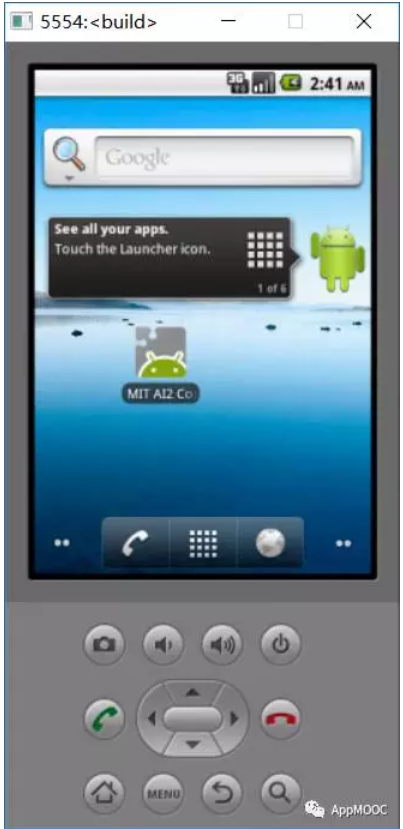 5554:<build>
3G
2:41 AM
Google
See all your apps.
Touch the Launcher icon.
1 of 6
MIT AI2 Co
MENU
AppMOOC